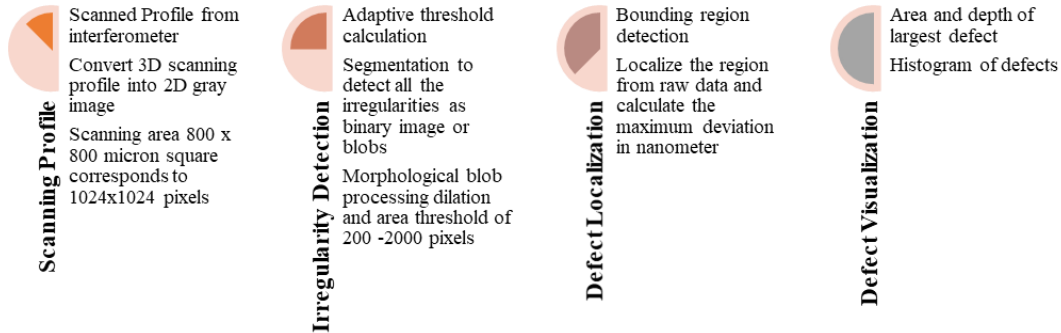 Scanning Profile
Scanned Profile from
interferometer
Convert 3D scanning
profile into 2D gray
image
Scanning area 800 x
800 micron square
corresponds to
1024x1024 pixels
Irregularity Detection
Adaptive threshold
calculation
Segmentation to
detect all the
irregularities as
binary image or
blobs
Morphological blob
processing dilation
and area threshold of
200 -2000 pixels
Defect Localization
Bounding region
detection
Localize the region
from raw data and
calculate the
maximum deviation
in nanometer
Defect Visualization
Area and depth of
largest defect
Histogram of defects